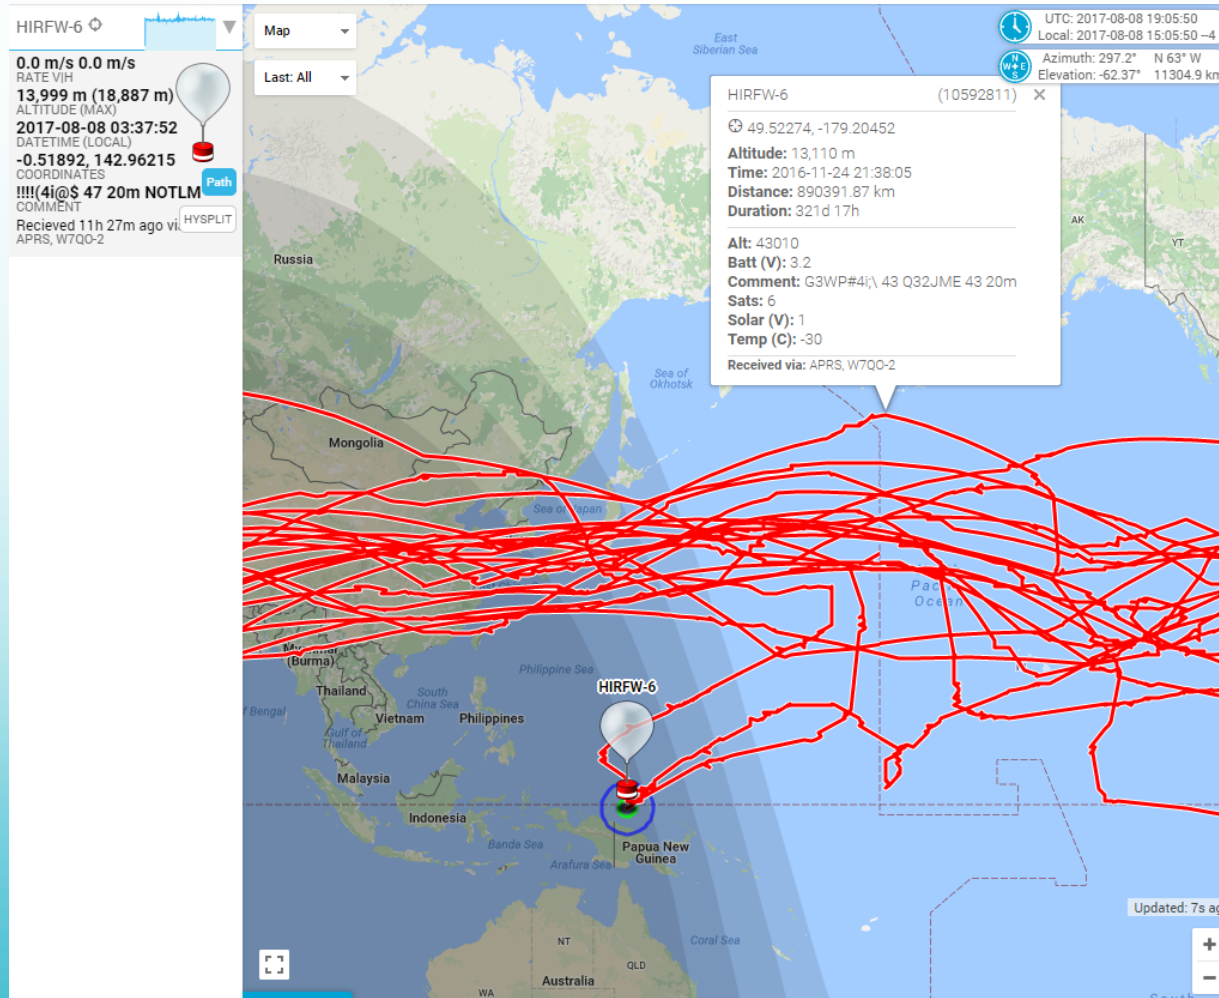 HIRFW-6
0.0 m/s 0.0 m/s
RATE V|H
13,999 m (18,887 m)
ALTITUDE (MAX)
2017-08-08 03:37:52
DATETIME (LOCAL)
-0.51892, 142.96215
COORDINATES
!!!!(4i@$ 47 20m NOTLM
COMMENT
Recieved 11h 27m ago vi
APRS, W7QO-2
Path
HYSPLIT
Map
Last: All
UTC: 2017-08-08 19:05:50
Local: 2017-08-08 15:05:50 --4
N
W+E
S
Azimuth: 297.2° N 63° W
Elevation: -62.37° 11304.9 km
HIRFW-6 (10592811) ×
49.52274, -179.20452
Altitude: 13,110 m
Time: 2016-11-24 21:38:05
Distance: 890391.87 km
Duration: 321d 17h
Alt: 43010
Batt (V): 3.2
Comment: G3WP#4i;\ 43 Q32JME 43 20m
Sats: 6
Solar (V): 1
Temp (C): -30
Received via: APRS, W7QO-2
East
Siberian Sea
AK
YT
Russia
Sea of
Okhotsk
Mongolia
Sea of Japan
Ocean
(Burma)
Philippine Sea
Thailand
South
China Sea
HIRFW-6
Vietnam
Philippines
f Bengal
Gulf of
Thailand
Malaysia
Indonesia
Banda Sea
Papua New
Guinea
Arafura Sea
Coral Sea
NT
QLD
Australia
WA
Updated: 7s ag
+
−